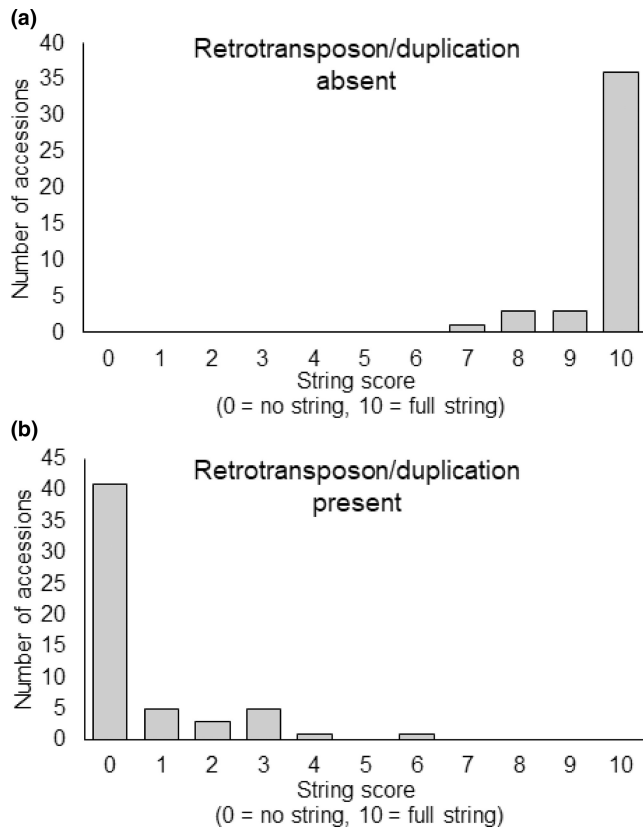 (a)
Retrotransposon/duplication
absent
Number of accessions
40
35
30
25
20
15
10
5
0
0 1 2 3 4 5 6 7 8 9 10
String score
(0 = no string, 10 = full string)
(b)
Retrotransposon/duplication
present
Number of accessions
45
40
35
30
25
20
15
10
5
0
0 1 2 3 4 5 6 7 8 9 10
String score
(0 = no string, 10 = full string)